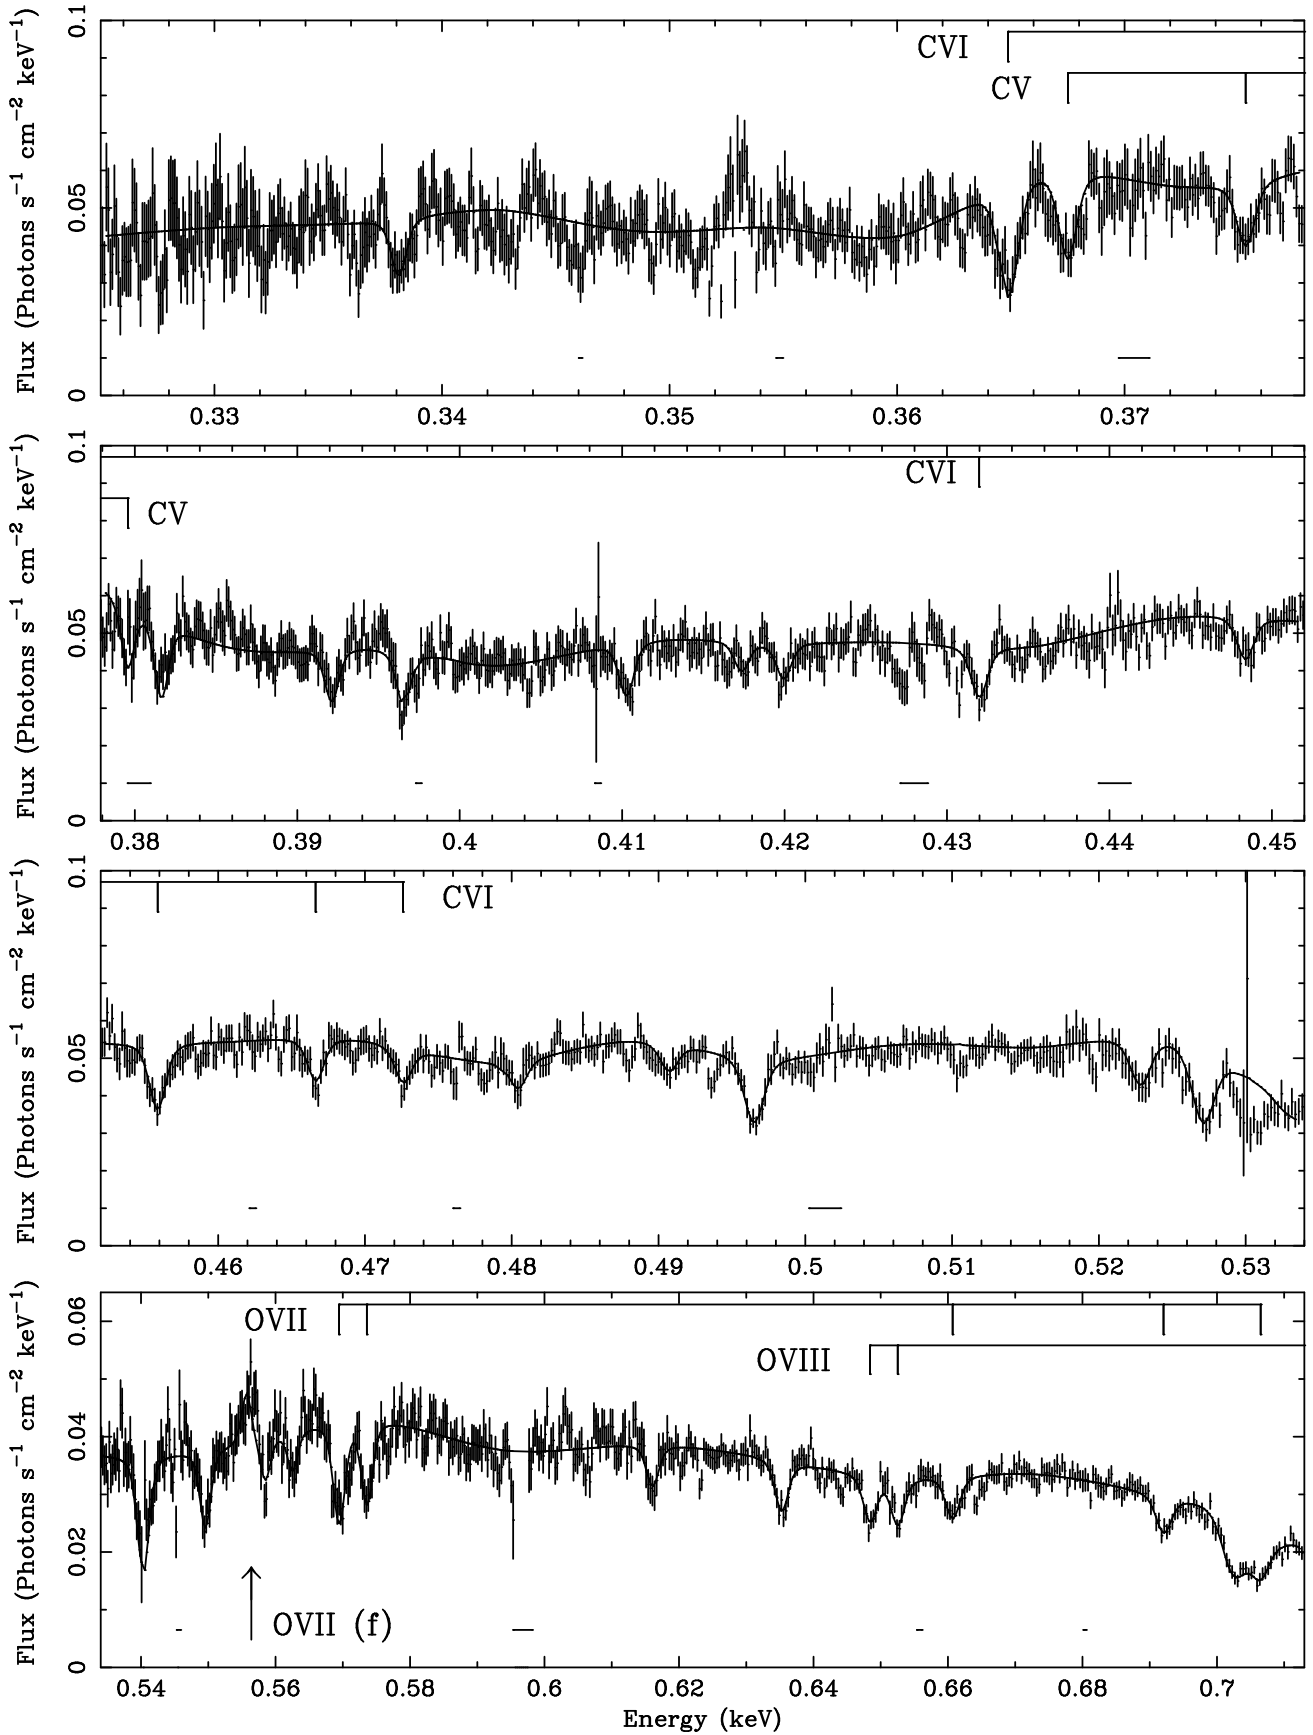 Flux (Photons s⁻¹ cm⁻² keV⁻¹)
0.1
0.05
0
CVI
CV
0.33 0.34 0.35 0.36 0.37
Flux (Photons s⁻¹ cm⁻² keV⁻¹)
0.1
0.05
0
CVI
CV
0.38 0.39 0.4 0.41 0.42 0.43 0.44 0.45
Flux (Photons s⁻¹ cm⁻² keV⁻¹)
0.1
0.05
0
CVI
0.46 0.47 0.48 0.49 0.5 0.51 0.52 0.53
Flux (Photons s⁻¹ cm⁻² keV⁻¹)
0.06
0.04
0.02
0
OVII
OVIII
OVII (f)
0.54 0.56 0.58 0.6 0.62 0.64 0.66 0.68 0.7
Energy (keV)